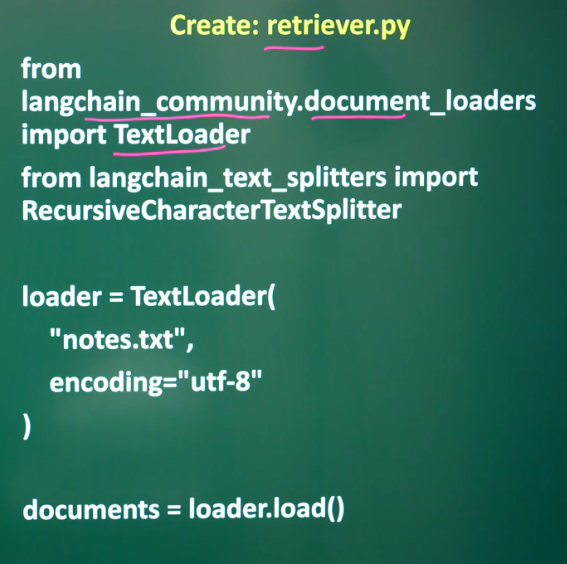 Create: retriever.py
from
langchain_community.document_loaders
import TextLoader
from langchain_text_splitters import
RecursiveCharacterTextSplitter
loader = TextLoader(
    "notes.txt",
    encoding="utf-8"
)
documents = loader.load()